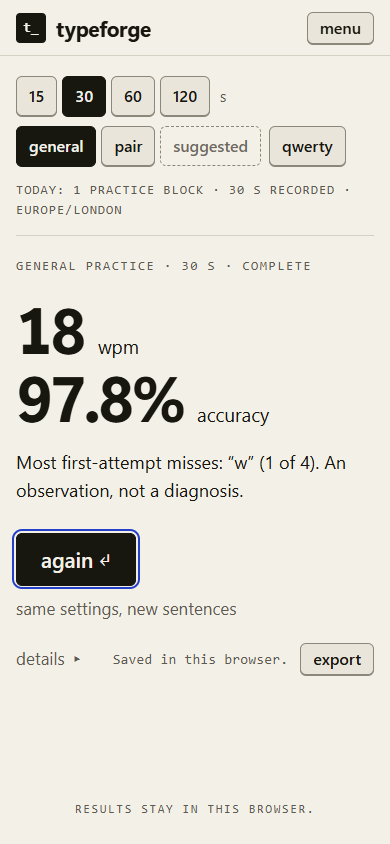 t_ typeforge menu
15 30 60 120 s
general pair suggested qwerty
TODAY: 1 PRACTICE BLOCK · 30 S RECORDED ·
EUROPE/LONDON
GENERAL PRACTICE · 30 S · COMPLETE
18 wpm
97.8% accuracy
Most first-attempt misses: “w” (1 of 4). An
observation, not a diagnosis.
again ↵
same settings, new sentences
details ▸ Saved in this browser. export
RESULTS STAY IN THIS BROWSER.